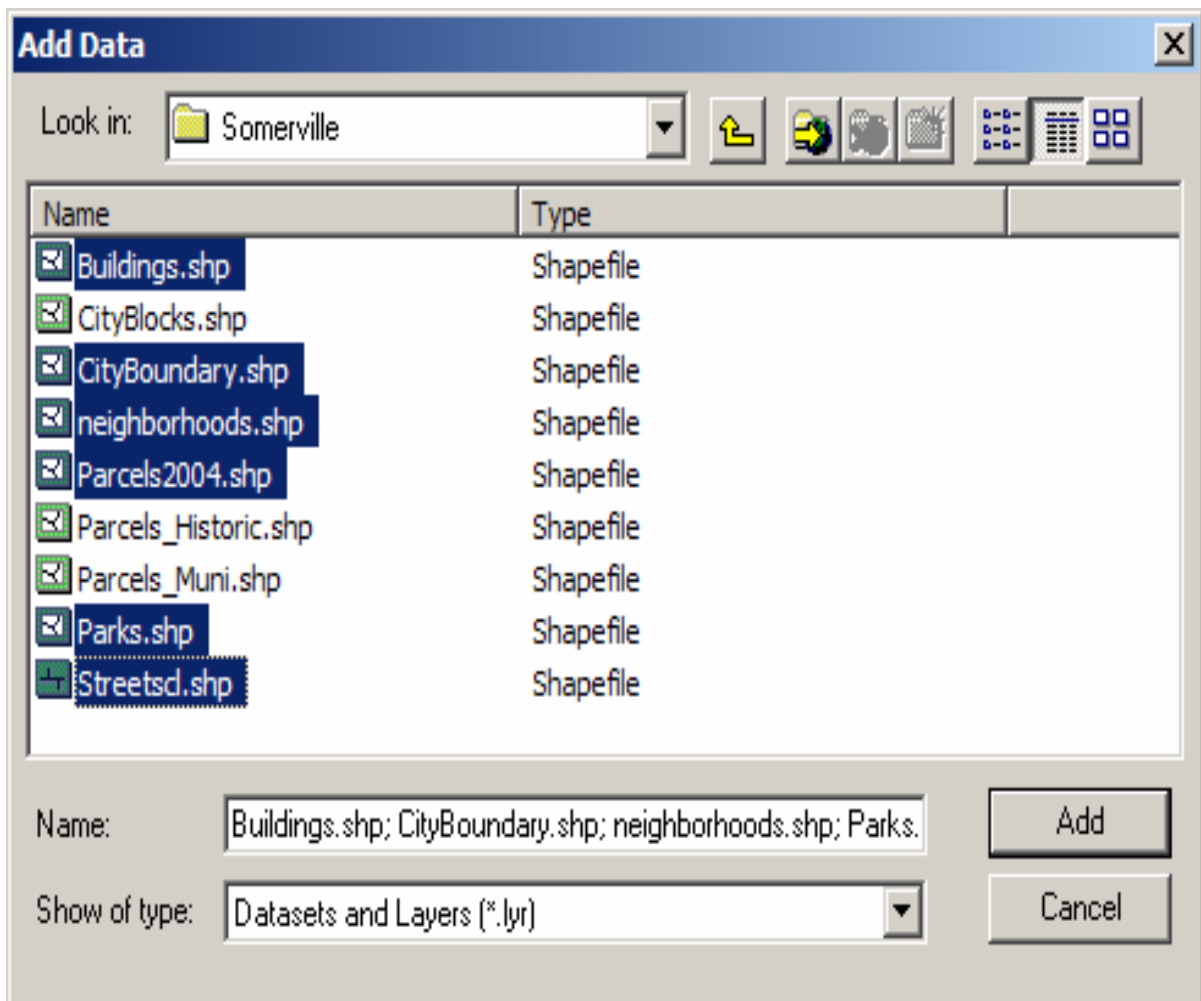 Add Data
Look in: Somerville
Name Type
Buildings.shp Shapefile
CityBlocks.shp Shapefile
CityBoundary.shp Shapefile
neighborhoods.shp Shapefile
Parcels2004.shp Shapefile
Parcels_Historic.shp Shapefile
Parcels_Muni.shp Shapefile
Parks.shp Shapefile
Streetscl.shp Shapefile
Name: Buildings.shp; CityBoundary.shp; neighborhoods.shp; Parks. Add
Show of type: Datasets and Layers (*.lyr) Cancel